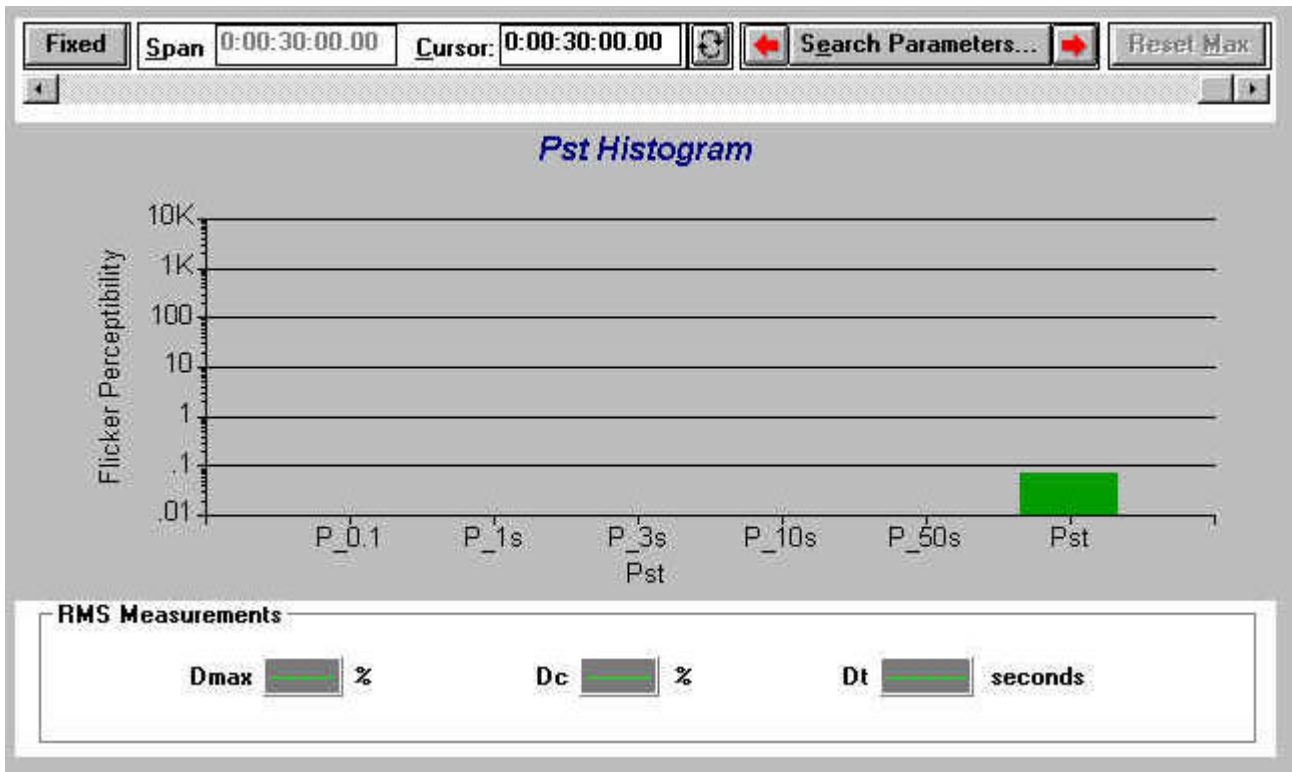 Fixed Span 0:00:30:00.00 Cursor: 0:00:30:00.00 Search Parameters... Reset Max
Pst Histogram
Flicker Perceptibility
10K
1K
100
10
1
.1
.01
P_0.1 P_1s P_3s P_10s P_50s Pst
Pst
RMS Measurements
Dmax % Dc % Dt seconds